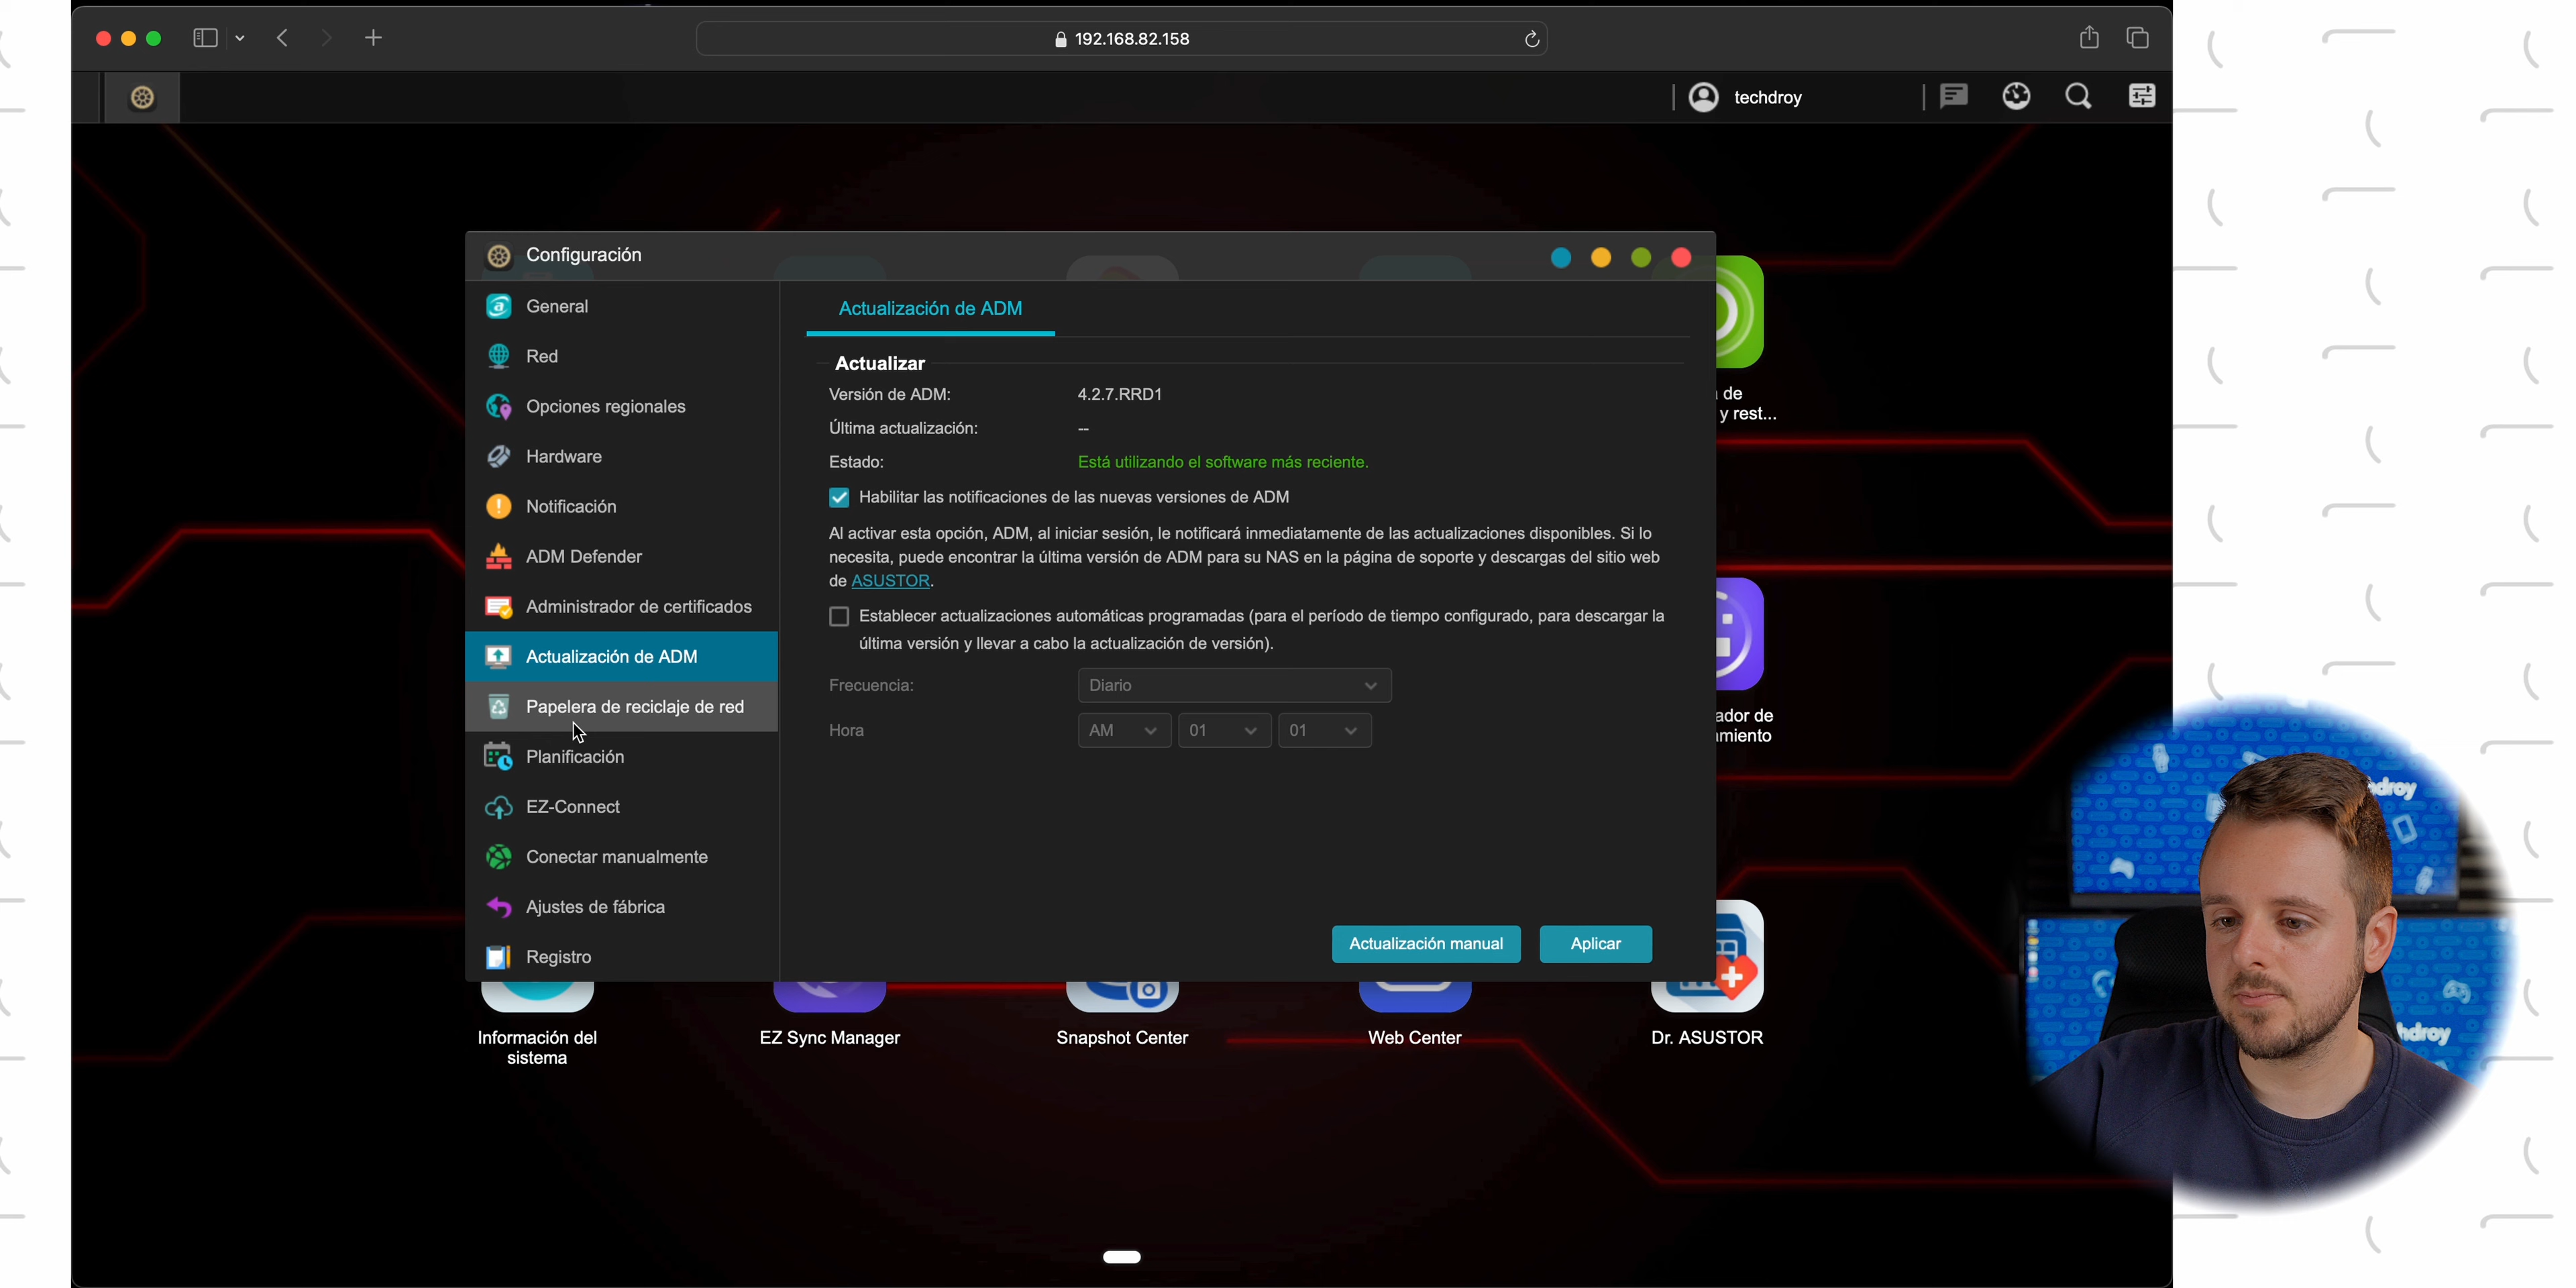 192.168.82.158
techdroy
Configuración
General
Red
Opciones regionales
Hardware
Notificación
ADM Defender
Administrador de certificados
Actualización de ADM
Papelera de reciclaje de red
Planificación
EZ-Connect
Conectar manualmente
Ajustes de fábrica
Registro
Actualización de ADM
Actualizar
Versión de ADM: 4.2.7.RRD1
Última actualización: --
Estado: Está utilizando el software más reciente.
Habilitar las notificaciones de las nuevas versiones de ADM
Al activar esta opción, ADM, al iniciar sesión, le notificará inmediatamente de las actualizaciones disponibles. Si lo
necesita, puede encontrar la última versión de ADM para su NAS en la página de soporte y descargas del sitio web
de ASUSTOR.
Establecer actualizaciones automáticas programadas (para el período de tiempo configurado, para descargar la
última versión y llevar a cabo la actualización de versión).
Frecuencia: Diario
Hora AM 01 01
Actualización manual Aplicar
de
y rest...
ador de
miento
Información del
sistema
EZ Sync Manager
Snapshot Center
Web Center
Dr. ASUSTOR
droy
hdroy